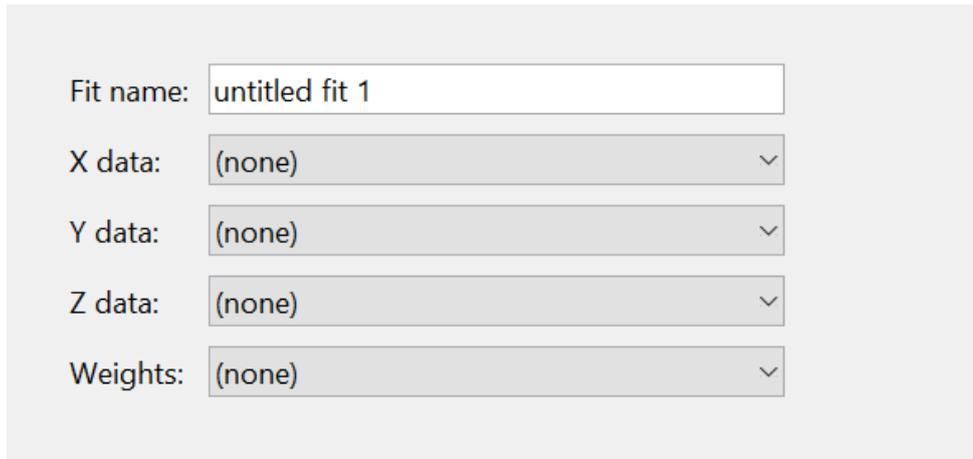 Fit name: untitled fit 1
X data: (none)
Y data: (none)
Z data: (none)
Weights: (none)